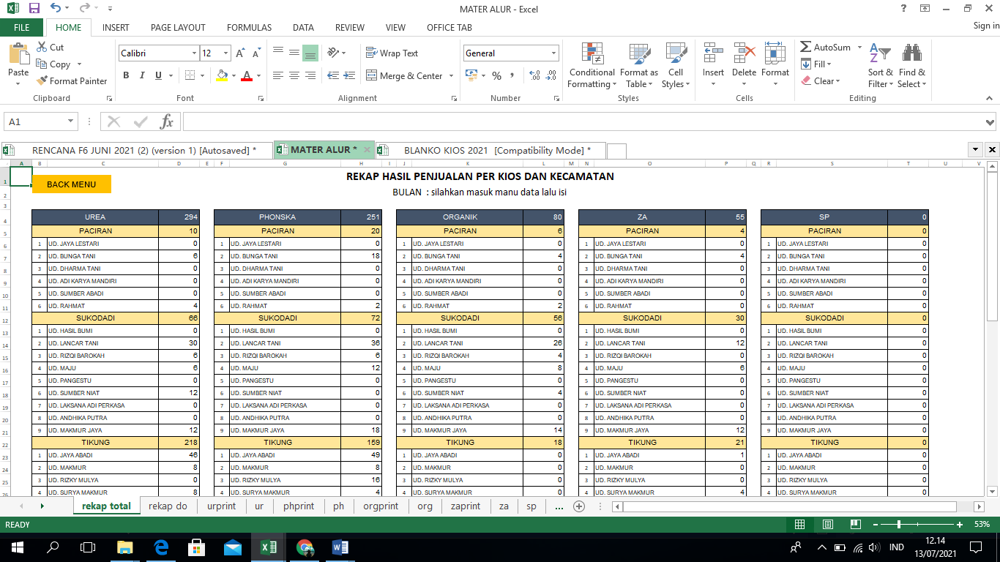 MATER ALUR - Excel
FILE HOME INSERT PAGE LAYOUT FORMULAS DATA REVIEW VIEW OFFICE TAB Sign in
Paste Cut Copy Format Painter Clipboard
Calibri 12 B I U Font
Wrap Text Merge & Center Alignment
General % Number
Conditional Formatting Format as Table Cell Styles Styles
Insert Delete Format Cells
AutoSum Fill Clear Sort & Filter Find & Select Editing
A1 fx
RENCANA F6 JUNI 2021 (2) (version 1) [Autosaved] * MATER ALUR * BLANKO KIOS 2021 [Compatibility Mode] *
A B C D E F G H I J K L M N O P Q R S T U V
1 BACK MENU REKAP HASIL PENJUALAN PER KIOS DAN KECAMATAN
2 BULAN : silahkan masuk manu data lalu isi
3
4 UREA 294 PHONSKA 251 ORGANIK 80 ZA 55 SP 0
5 PACIRAN 10 PACIRAN 20 PACIRAN 6 PACIRAN 4 PACIRAN 0
6 1 UD. JAYA LESTARI 0 1 UD. JAYA LESTARI 0 1 UD. JAYA LESTARI 0 1 UD. JAYA LESTARI 0 1 UD. JAYA LESTARI 0
7 2 UD. BUNGA TANI 6 2 UD. BUNGA TANI 18 2 UD. BUNGA TANI 4 2 UD. BUNGA TANI 4 2 UD. BUNGA TANI 0
8 3 UD. DHARMA TANI 0 3 UD. DHARMA TANI 0 3 UD. DHARMA TANI 0 3 UD. DHARMA TANI 0 3 UD. DHARMA TANI 0
9 4 UD. ADI KARYA MANDIRI 0 4 UD. ADI KARYA MANDIRI 0 4 UD. ADI KARYA MANDIRI 0 4 UD. ADI KARYA MANDIRI 0 4 UD. ADI KARYA MANDIRI 0
10 5 UD. SUMBER ABADI 0 5 UD. SUMBER ABADI 0 5 UD. SUMBER ABADI 0 5 UD. SUMBER ABADI 0 5 UD. SUMBER ABADI 0
11 6 UD. RAHMAT 4 6 UD. RAHMAT 2 6 UD. RAHMAT 2 6 UD. RAHMAT 0 6 UD. RAHMAT 0
12 SUKODADI 66 SUKODADI 72 SUKODADI 56 SUKODADI 30 SUKODADI 0
13 1 UD. HASIL BUMI 0 1 UD. HASIL BUMI 0 1 UD. HASIL BUMI 0 1 UD. HASIL BUMI 0 1 UD. HASIL BUMI 0
14 2 UD. LANCAR TANI 30 2 UD. LANCAR TANI 36 2 UD. LANCAR TANI 26 2 UD. LANCAR TANI 12 2 UD. LANCAR TANI 0
15 3 UD. RIZQI BAROKAH 6 3 UD. RIZQI BAROKAH 6 3 UD. RIZQI BAROKAH 4 3 UD. RIZQI BAROKAH 0 3 UD. RIZQI BAROKAH 0
16 4 UD. MAJU 6 4 UD. MAJU 12 4 UD. MAJU 8 4 UD. MAJU 6 4 UD. MAJU 0
17 5 UD. PANGESTU 0 5 UD. PANGESTU 0 5 UD. PANGESTU 0 5 UD. PANGESTU 0 5 UD. PANGESTU 0
18 6 UD. SUMBER NIAT 12 6 UD. SUMBER NIAT 0 6 UD. SUMBER NIAT 4 6 UD. SUMBER NIAT 0 6 UD. SUMBER NIAT 0
19 7 UD. LAKSANA ADI PERKASA 0 7 UD. LAKSANA ADI PERKASA 0 7 UD. LAKSANA ADI PERKASA 0 7 UD. LAKSANA ADI PERKASA 0 7 UD. LAKSANA ADI PERKASA 0
20 8 UD. ANDHIKA PUTRA 0 8 UD. ANDHIKA PUTRA 0 8 UD. ANDHIKA PUTRA 0 8 UD. ANDHIKA PUTRA 0 8 UD. ANDHIKA PUTRA 0
21 9 UD. MAKMUR JAYA 12 9 UD. MAKMUR JAYA 18 9 UD. MAKMUR JAYA 14 9 UD. MAKMUR JAYA 12 9 UD. MAKMUR JAYA 0
22 TIKUNG 218 TIKUNG 159 TIKUNG 18 TIKUNG 21 TIKUNG 0
23 1 UD. JAYA ABADI 46 1 UD. JAYA ABADI 49 1 UD. JAYA ABADI 0 1 UD. JAYA ABADI 1 1 UD. JAYA ABADI 0
24 2 UD. MAKMUR 8 2 UD. MAKMUR 8 2 UD. MAKMUR 0 2 UD. MAKMUR 0 2 UD. MAKMUR 0
25 3 UD. RIZKY MULYA 0 3 UD. RIZKY MULYA 16 3 UD. RIZKY MULYA 0 3 UD. RIZKY MULYA 0 3 UD. RIZKY MULYA 0
26 4 UD. SURYA MAKMUR 8 4 UD. SURYA MAKMUR 4 4 UD. SURYA MAKMUR 0 4 UD. SURYA MAKMUR 4 4 UD. SURYA MAKMUR 0
rekap total rekap do urprint ur phprint ph orgprint org zaprint za sp ...
READY 53%
IND 12.14
13/07/2021